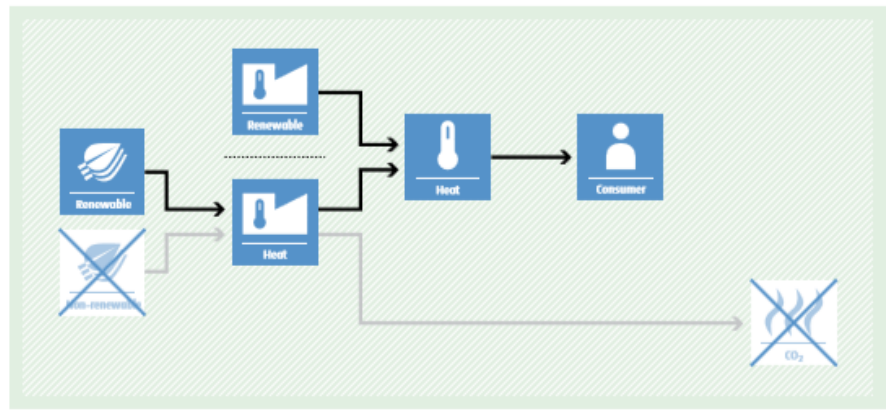 Renewable
Renewable
Heat
Consumer
Heat
Non-renewable
CO₂